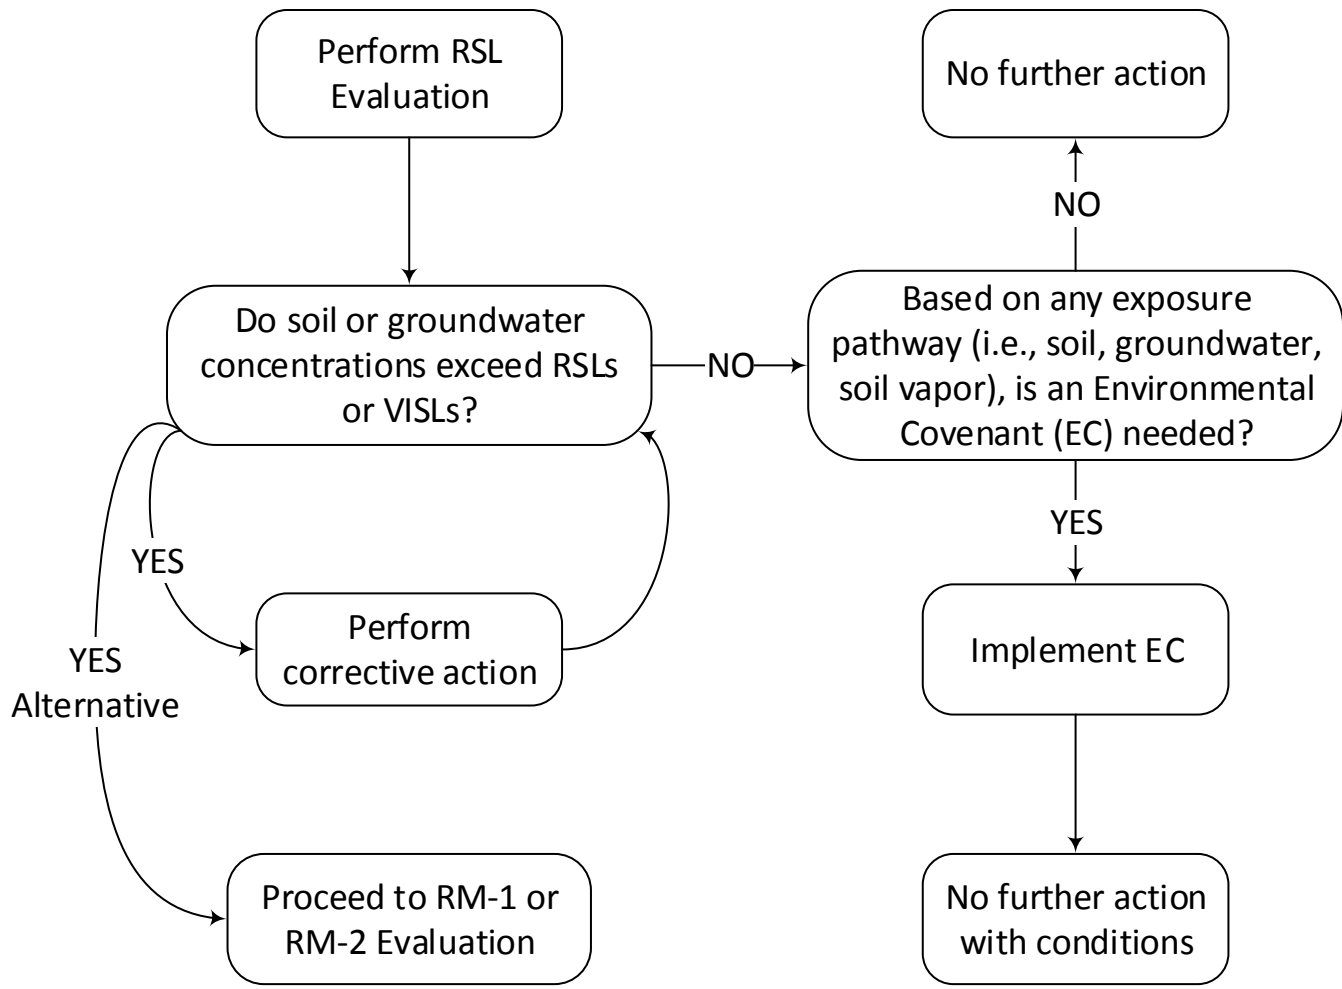 Perform RSL
Evaluation
No further action
NO
Do soil or groundwater
concentrations exceed RSLs
or VISLs?
NO
Based on any exposure
pathway (i.e., soil, groundwater,
soil vapor), is an Environmental
Covenant (EC) needed?
YES
YES
Perform
corrective action
YES
Alternative
Implement EC
Proceed to RM-1 or
RM-2 Evaluation
No further action
with conditions